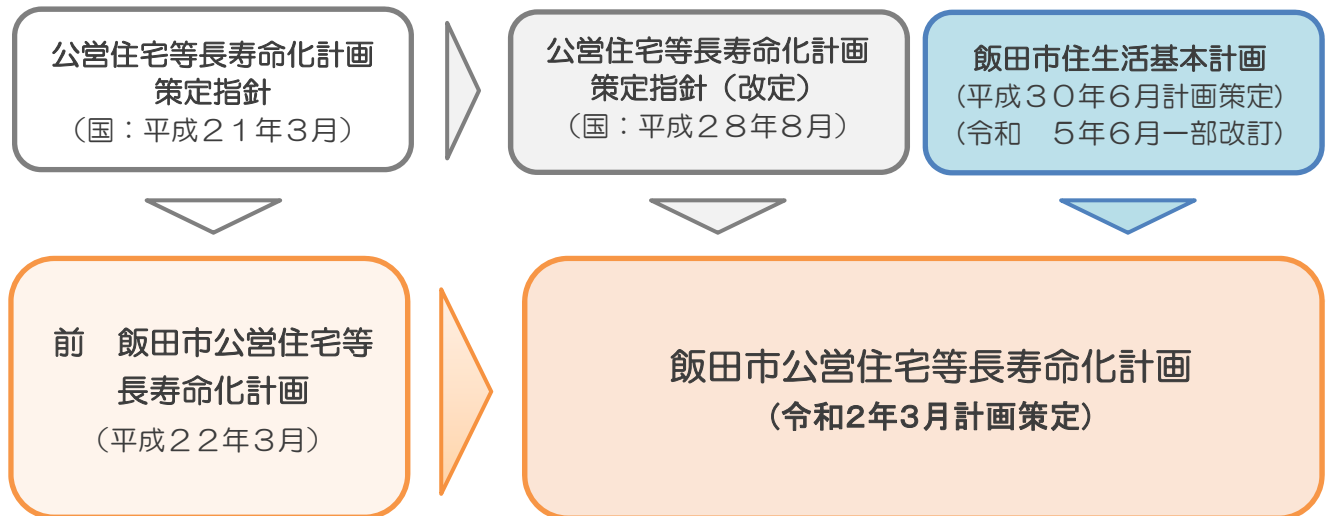 公営住宅等長寿命化計画
策定指針
（国：平成２１年３月）
公営住宅等長寿命化計画
策定指針（改定）
（国：平成２８年８月）
飯田市住生活基本計画
(平成３０年６月計画策定)
(令和　５年６月一部改訂)
前　飯田市公営住宅等
長寿命化計画
（平成２２年３月）
飯田市公営住宅等長寿命化計画
(令和2年3月計画策定)